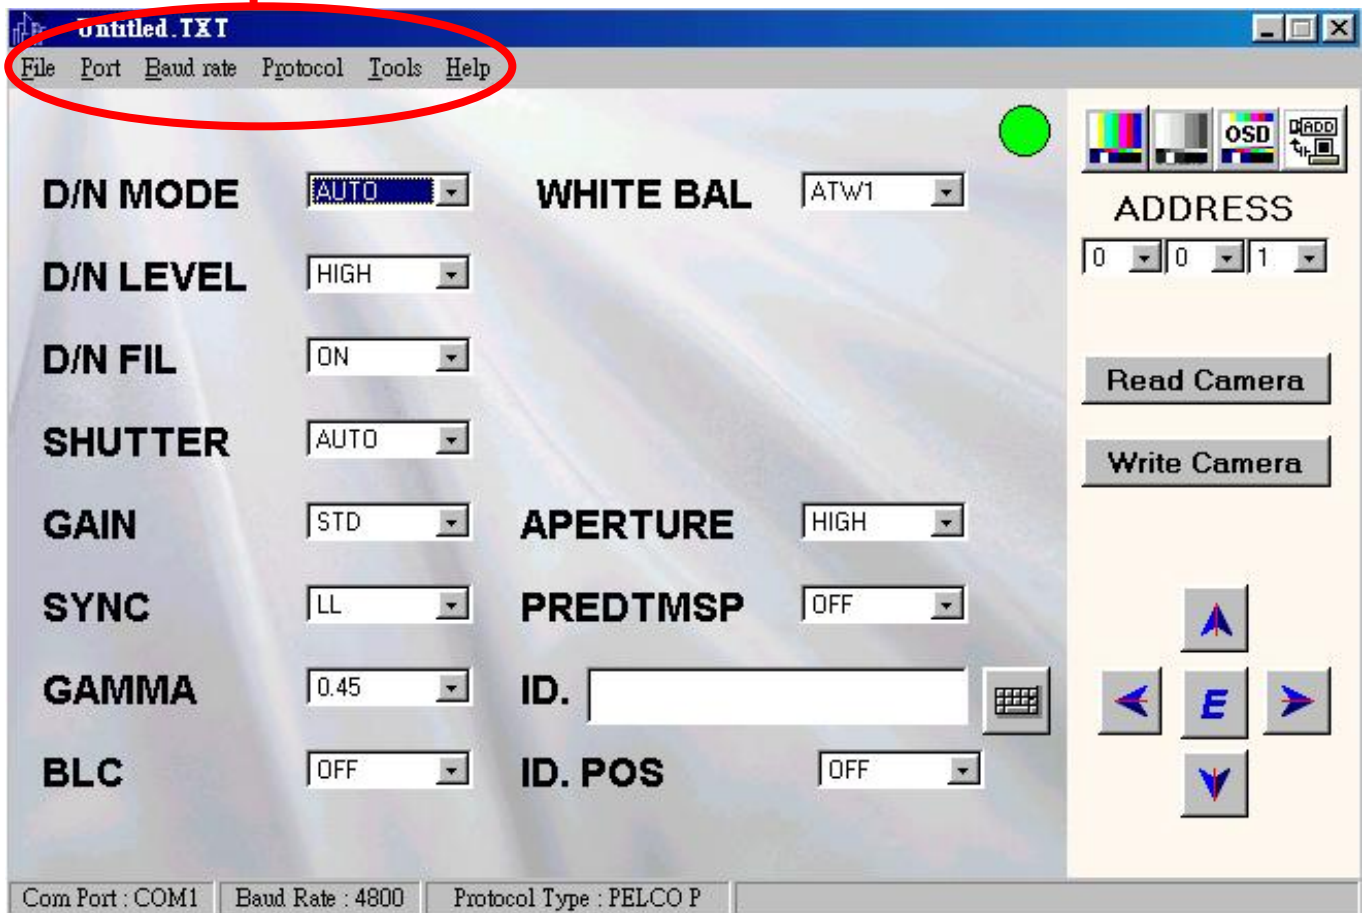 Untitled.TXT
File Port Baud rate Protocol Tools Help
OSD ADD
D/N MODE AUTO WHITE BAL ATW1
ADDRESS
0 0 1
D/N LEVEL HIGH
D/N FIL ON
Read Camera
SHUTTER AUTO
Write Camera
GAIN STD APERTURE HIGH
SYNC LL PREDTMSP OFF
GAMMA 0.45 ID.
E
BLC OFF ID. POS OFF
Com Port : COM1 Baud Rate : 4800 Protocol Type : PELCO P